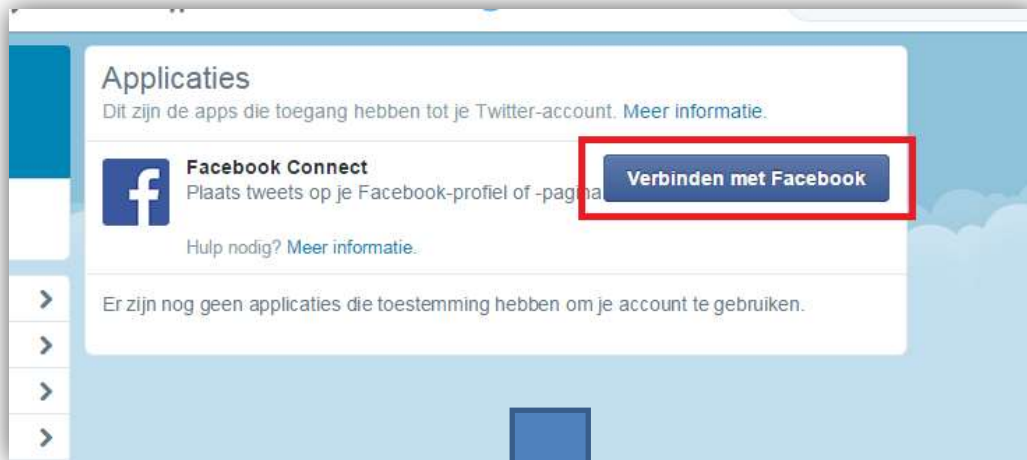 Applicaties
Dit zijn de apps die toegang hebben tot je Twitter-account. Meer informatie.
Facebook Connect
Plaats tweets op je Facebook-profiel of -pagina
Verbinden met Facebook
Hulp nodig? Meer informatie.
Er zijn nog geen applicaties die toestemming hebben om je account te gebruiken.